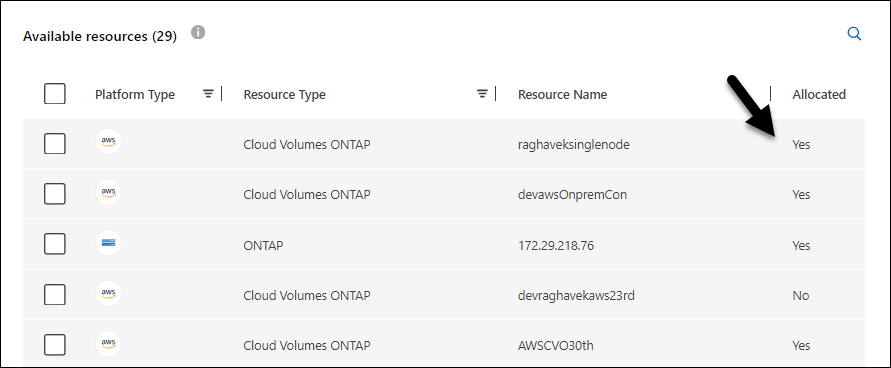 Available resources (29) i
Platform Type Resource Type Resource Name Allocated
aws Cloud Volumes ONTAP raghaveksinglenode Yes
aws Cloud Volumes ONTAP devawsOnpremCon Yes
ONTAP 172.29.218.76 Yes
aws Cloud Volumes ONTAP devraghavekaws23rd No
aws Cloud Volumes ONTAP AWSCVO30th Yes